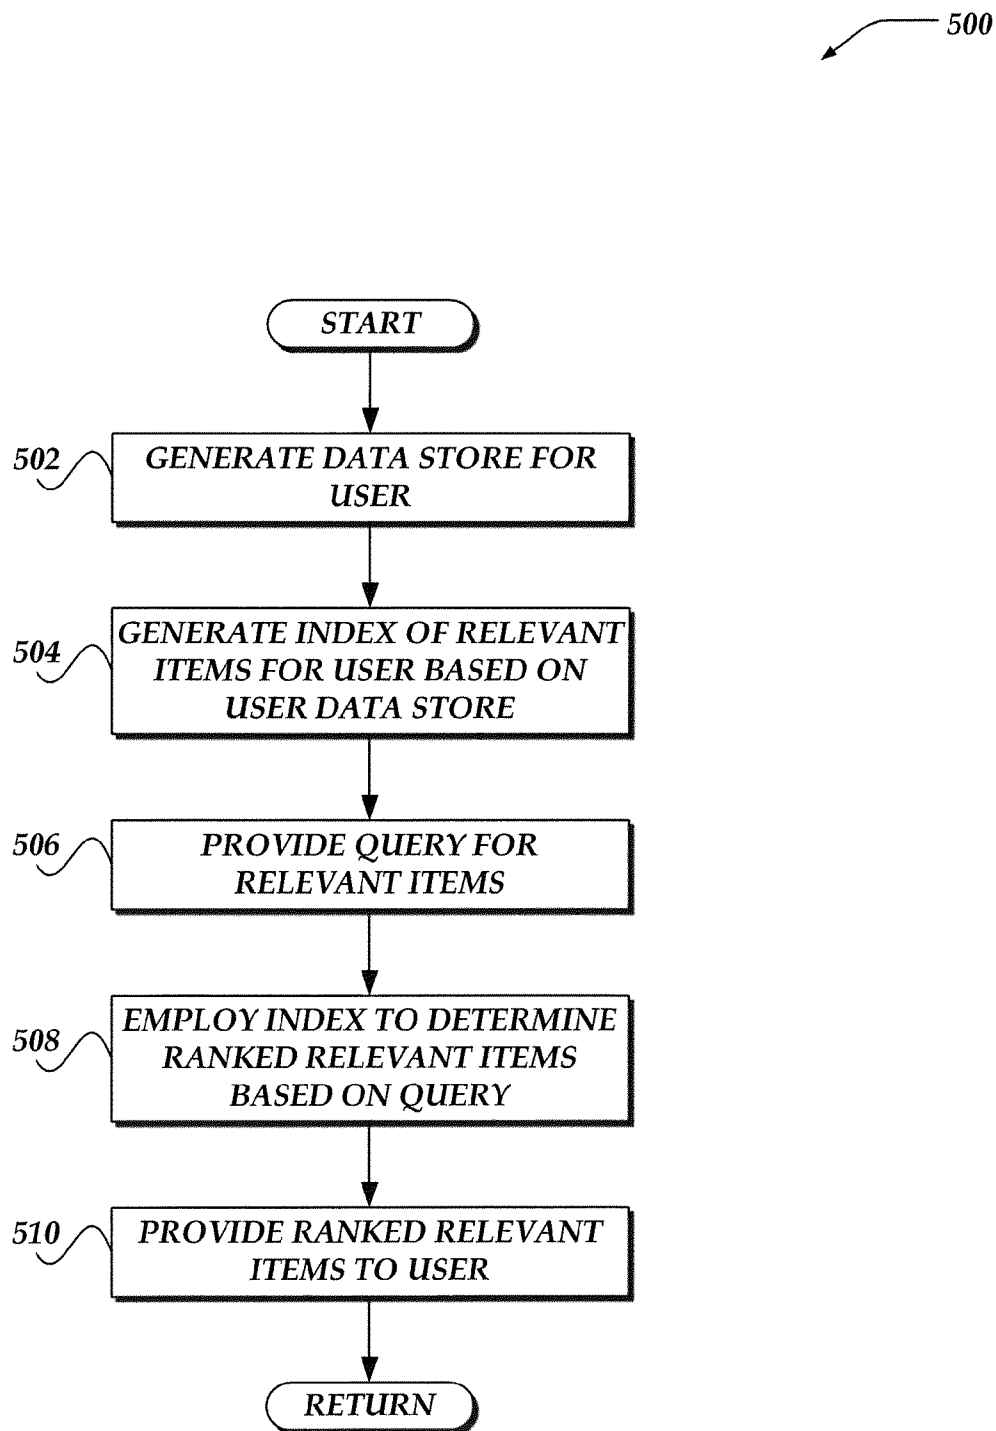 500
START
502
GENERATE DATA STORE FOR
USER
504
GENERATE INDEX OF RELEVANT
ITEMS FOR USER BASED ON
USER DATA STORE
506
PROVIDE QUERY FOR
RELEVANT ITEMS
508
EMPLOY INDEX TO DETERMINE
RANKED RELEVANT ITEMS
BASED ON QUERY
510
PROVIDE RANKED RELEVANT
ITEMS TO USER
RETURN